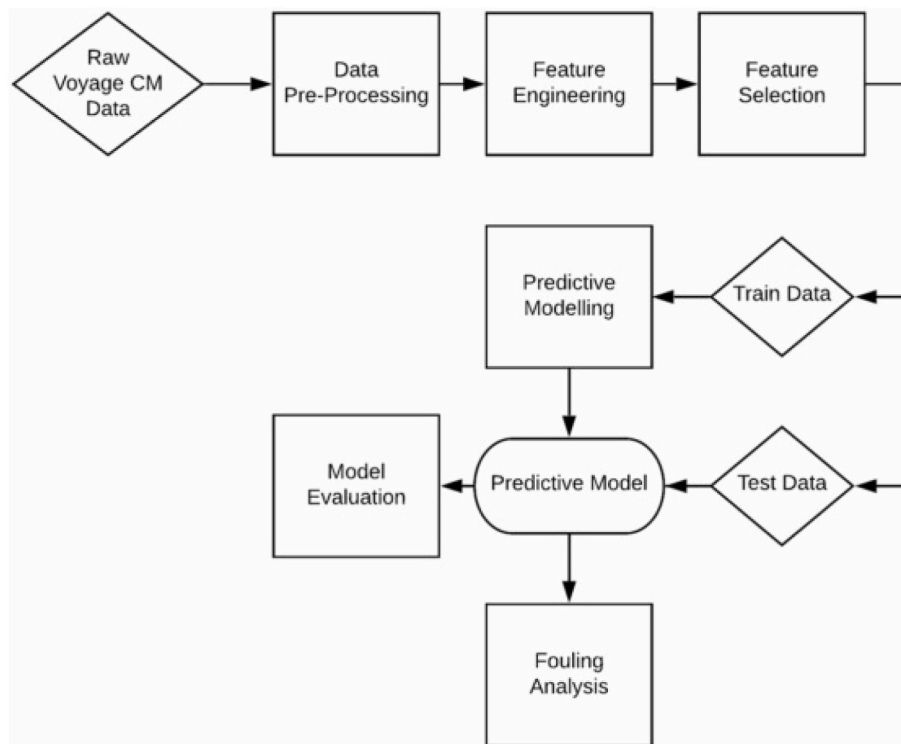 Raw
Voyage CM
Data
Data
Pre-Processing
Feature
Engineering
Feature
Selection
Predictive
Modelling
Train Data
Model
Evaluation
Predictive Model
Test Data
Fouling
Analysis